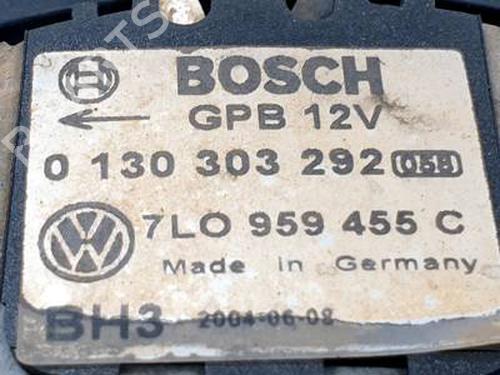 BOSCH
GPB 12V
0 130 303 292 058
7L0 959 455 C
Made in Germany
BH3 2004-06-08